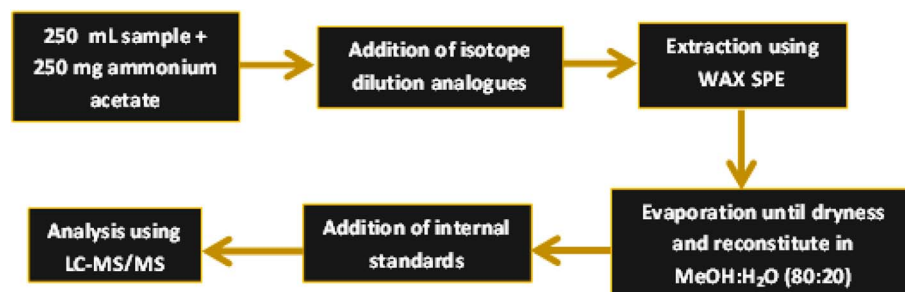 250 mL sample +
250 mg ammonium
acetate
Addition of isotope
dilution analogues
Extraction using
WAX SPE
Evaporation until dryness
and reconstitute in
MeOH:H₂O (80:20)
Addition of internal
standards
Analysis using
LC-MS/MS